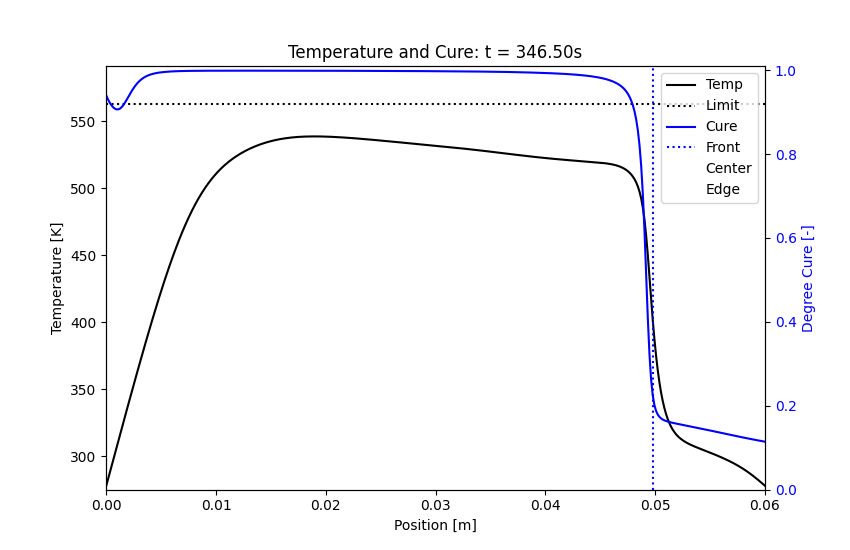 Temperature and Cure: t = 346.50s
Temp
Limit
Cure
Front
Center
Edge
Temperature [K]
550
500
450
400
350
300
Degree Cure [-]
1.0
0.8
0.6
0.4
0.2
0.0
0.00 0.01 0.02 0.03 0.04 0.05 0.06
Position [m]